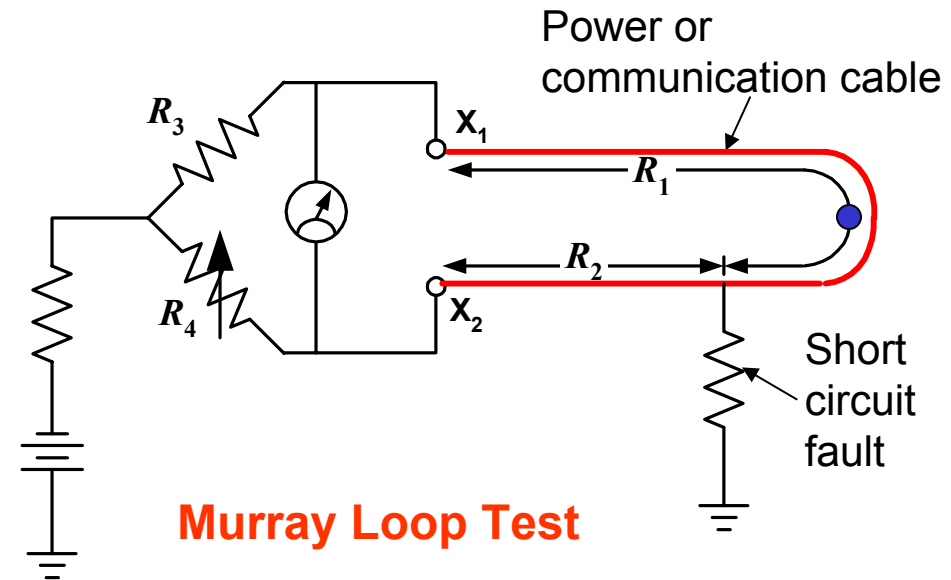 Power or
communication cable
R3
X1
R1
R2
R4
X2
Short
circuit
fault
Murray Loop Test